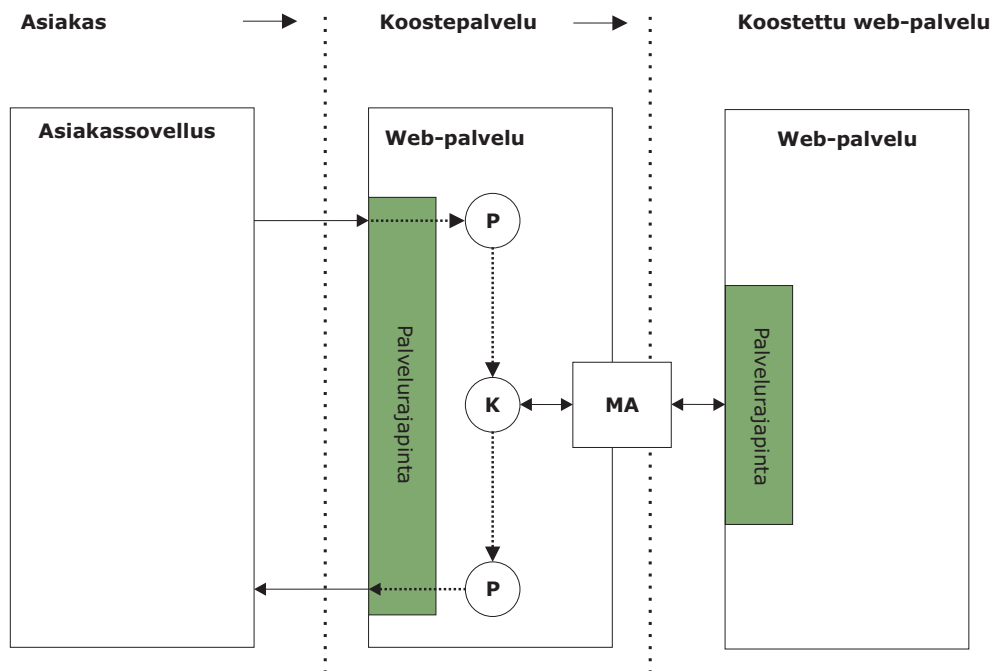 Asiakas
Koostepalvelu
Koostettu web-palvelu
Asiakassovellus
Web-palvelu
Web-palvelu
P
Palvelurajapinta
K
MA
Palvelurajapinta
P